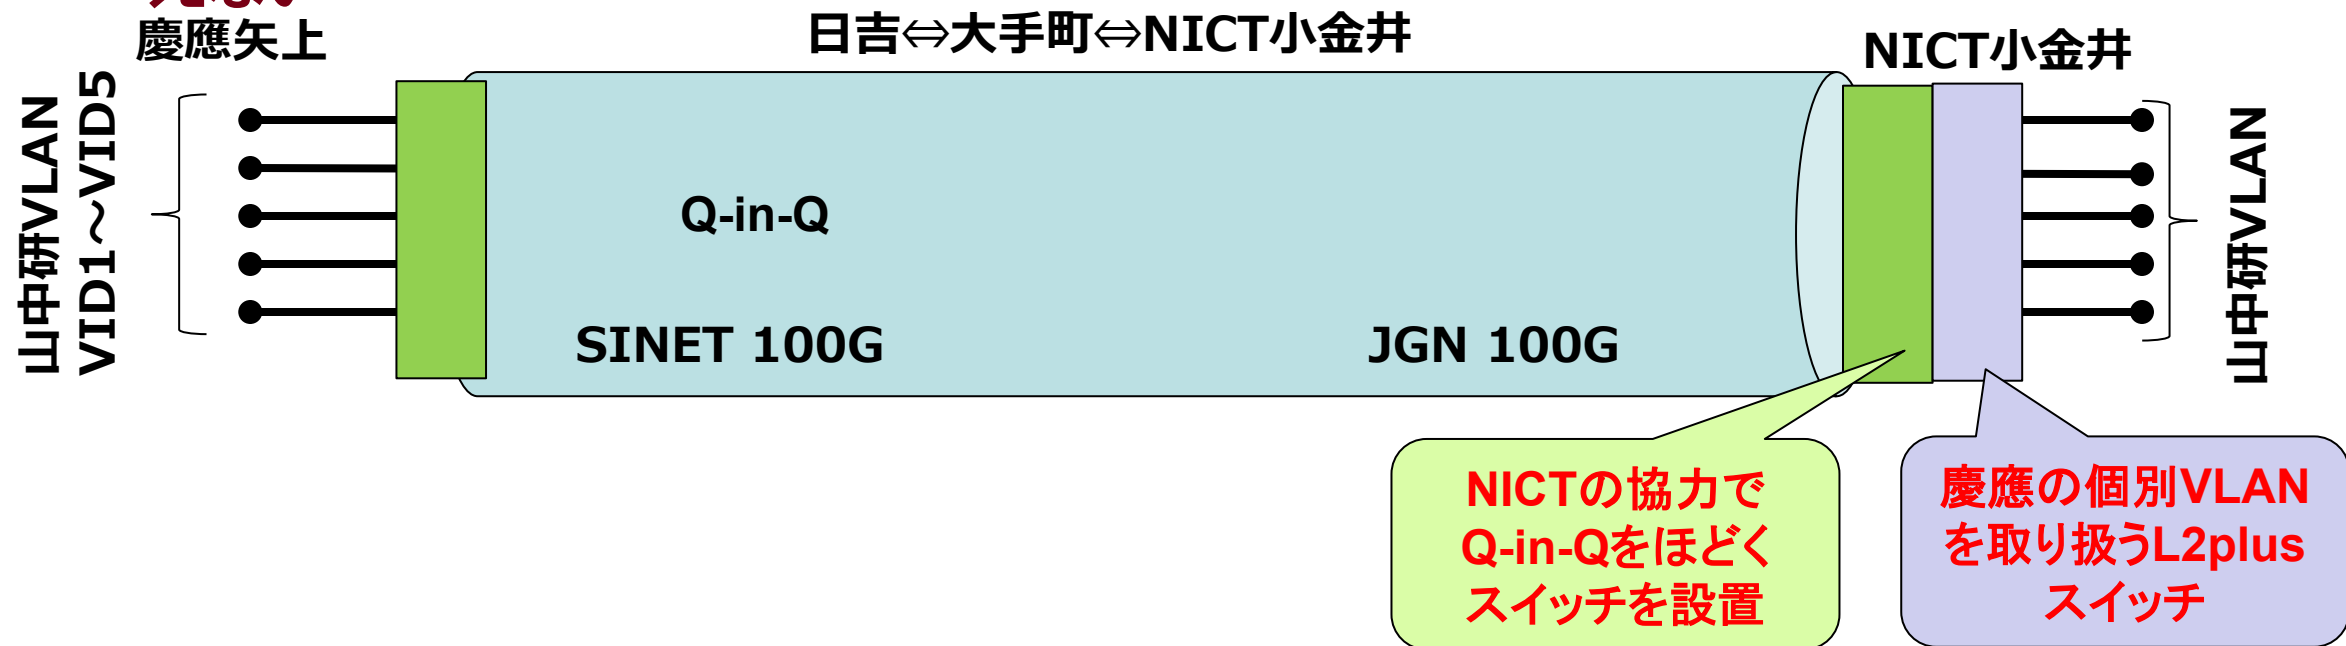 慶應矢上
日吉⇔大手町⇔NICT小金井
NICT小金井
山中研VLAN
VID1～VID5
Q-in-Q
SINET 100G
JGN 100G
山中研VLAN
NICTの協力で
Q-in-Qをほどく
スイッチを設置
慶應の個別VLAN
を取り扱うL2plus
スイッチ